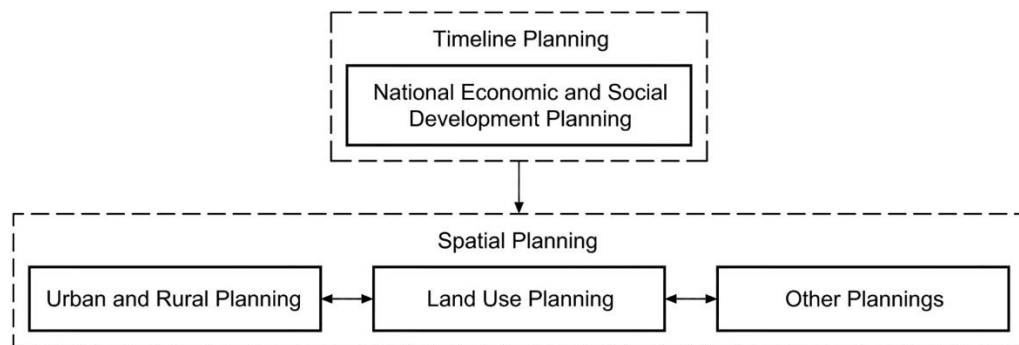 Timeline Planning
National Economic and Social
Development Planning
Spatial Planning
Urban and Rural Planning
Land Use Planning
Other Plannings